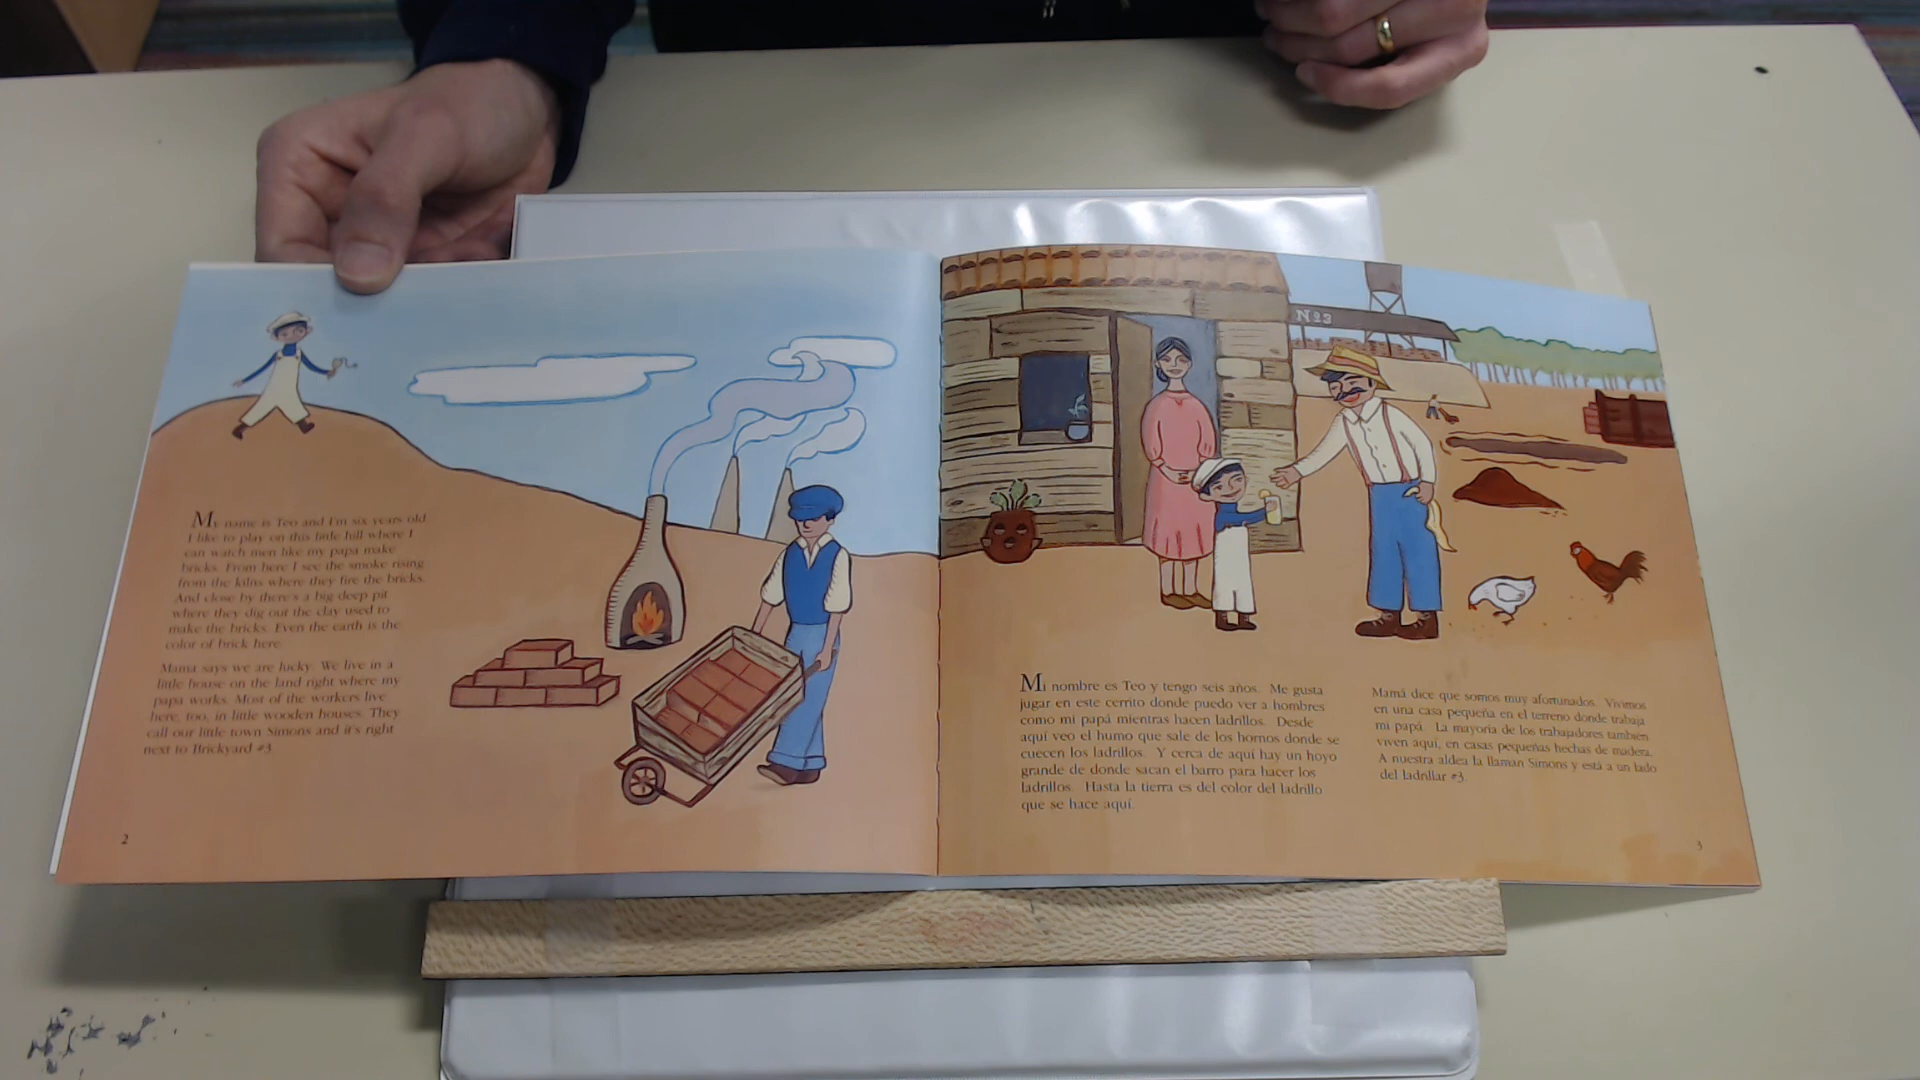 My name is Teo and I'm six years old.
I like to play on this little hill where I
can watch men like my papa make
bricks. From here I see the smoke rising
from the kilns where they fire the bricks.
And close by there's a big deep pit
where they dig out the clay used to
make the bricks. Even the earth is the
color of brick here.
Mama says we are lucky. We live in a
little house on the land right where my
papa works. Most of the workers live
here, too, in little wooden houses. They
call our little town Simons and it's right
next to Brickyard #3.
2
Nº3
Mi nombre es Teo y tengo seis años. Me gusta
jugar en este cerrito donde puedo ver a hombres
como mi papá mientras hacen ladrillos. Desde
aquí veo el humo que sale de los hornos donde se
cuecen los ladrillos. Y cerca de aquí hay un hoyo
grande de donde sacan el barro para hacer los
ladrillos. Hasta la tierra es del color del ladrillo
que se hace aquí.
Mamá dice que somos muy afortunados. Vivimos
en una casa pequeña en el terreno donde trabaja
mi papá. La mayoría de los trabajadores también
viven aquí, en casas pequeñas hechas de madera.
A nuestra aldea la llaman Simons y está a un lado
del ladrillar #3.
3